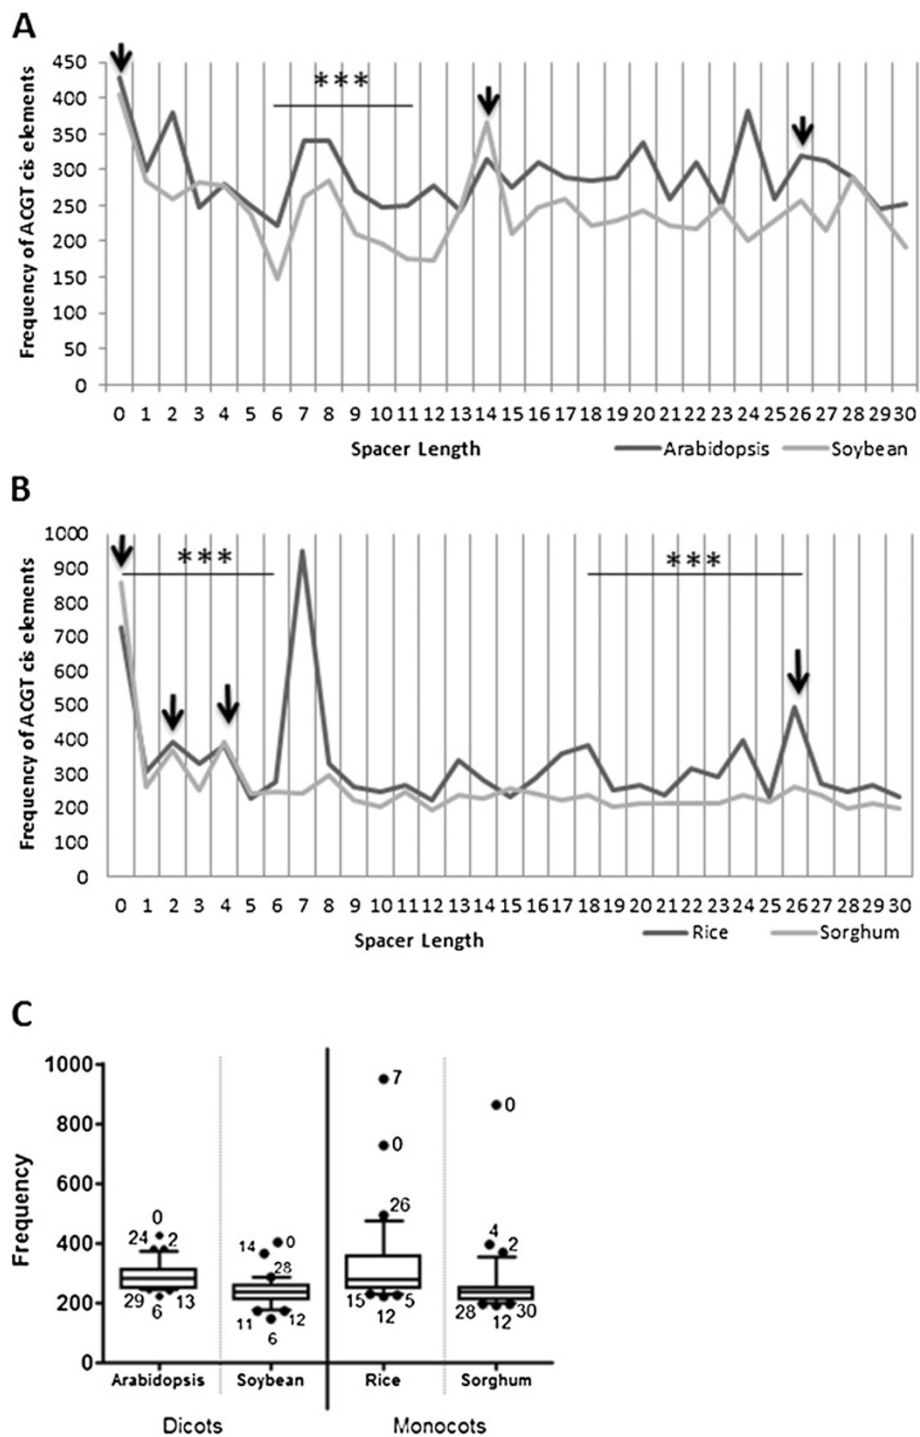 A
450
400
350
300
250
200
150
100
50
0
Frequency of ACGT cis elements
***
0 1 2 3 4 5 6 7 8 9 10 11 12 13 14 15 16 17 18 19 20 21 22 23 24 25 26 27 28 29 30
Spacer Length
Arabidopsis
Soybean
B
1000
900
800
700
600
500
400
300
200
100
0
Frequency of ACGT cis elements
***
***
0 1 2 3 4 5 6 7 8 9 10 11 12 13 14 15 16 17 18 19 20 21 22 23 24 25 26 27 28 29 30
Spacer Length
Rice
Sorghum
C
1000
800
600
400
200
0
Frequency
0
24 2
29 6 13
14 0
28
11 6 12
7
0
26
15 12 5
0
4 2
28 12 30
Arabidopsis Soybean Rice Sorghum
Dicots Monocots